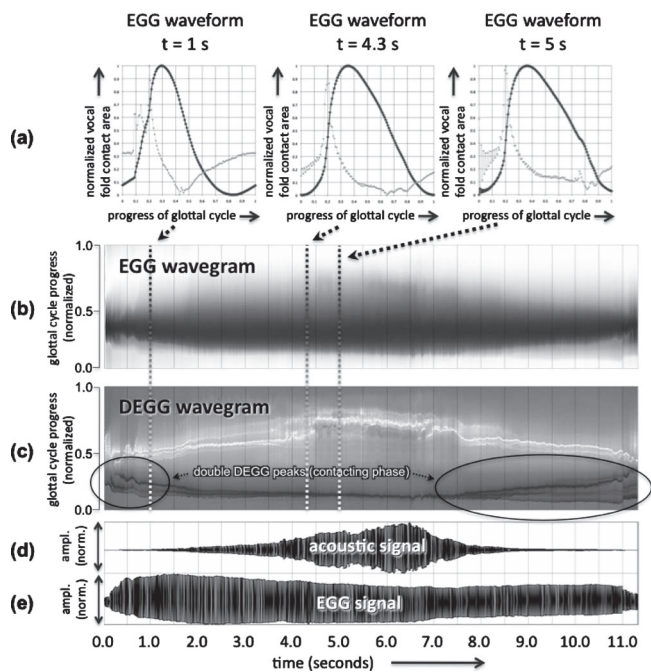 EGG waveform
t = 1 s
EGG waveform
t = 4.3 s
EGG waveform
t = 5 s
(a)
normalized vocal
fold contact area
normalized vocal
fold contact area
normalized vocal
fold contact area
progress of glottal cycle
progress of glottal cycle
progress of glottal cycle
(b)
glottal cycle progress
(normalized)
1.0
0.5
0.0
EGG wavegram
(c)
glottal cycle progress
(normalized)
1.0
0.5
0.0
DEGG wavegram
double DEGG peaks (contacting phase)
(d)
ampl.
(norm.)
acoustic signal
(e)
ampl.
(norm.)
EGG signal
0.0 1.0 2.0 3.0 4.0 5.0 6.0 7.0 8.0 9.0 10.0 11.0
time (seconds)